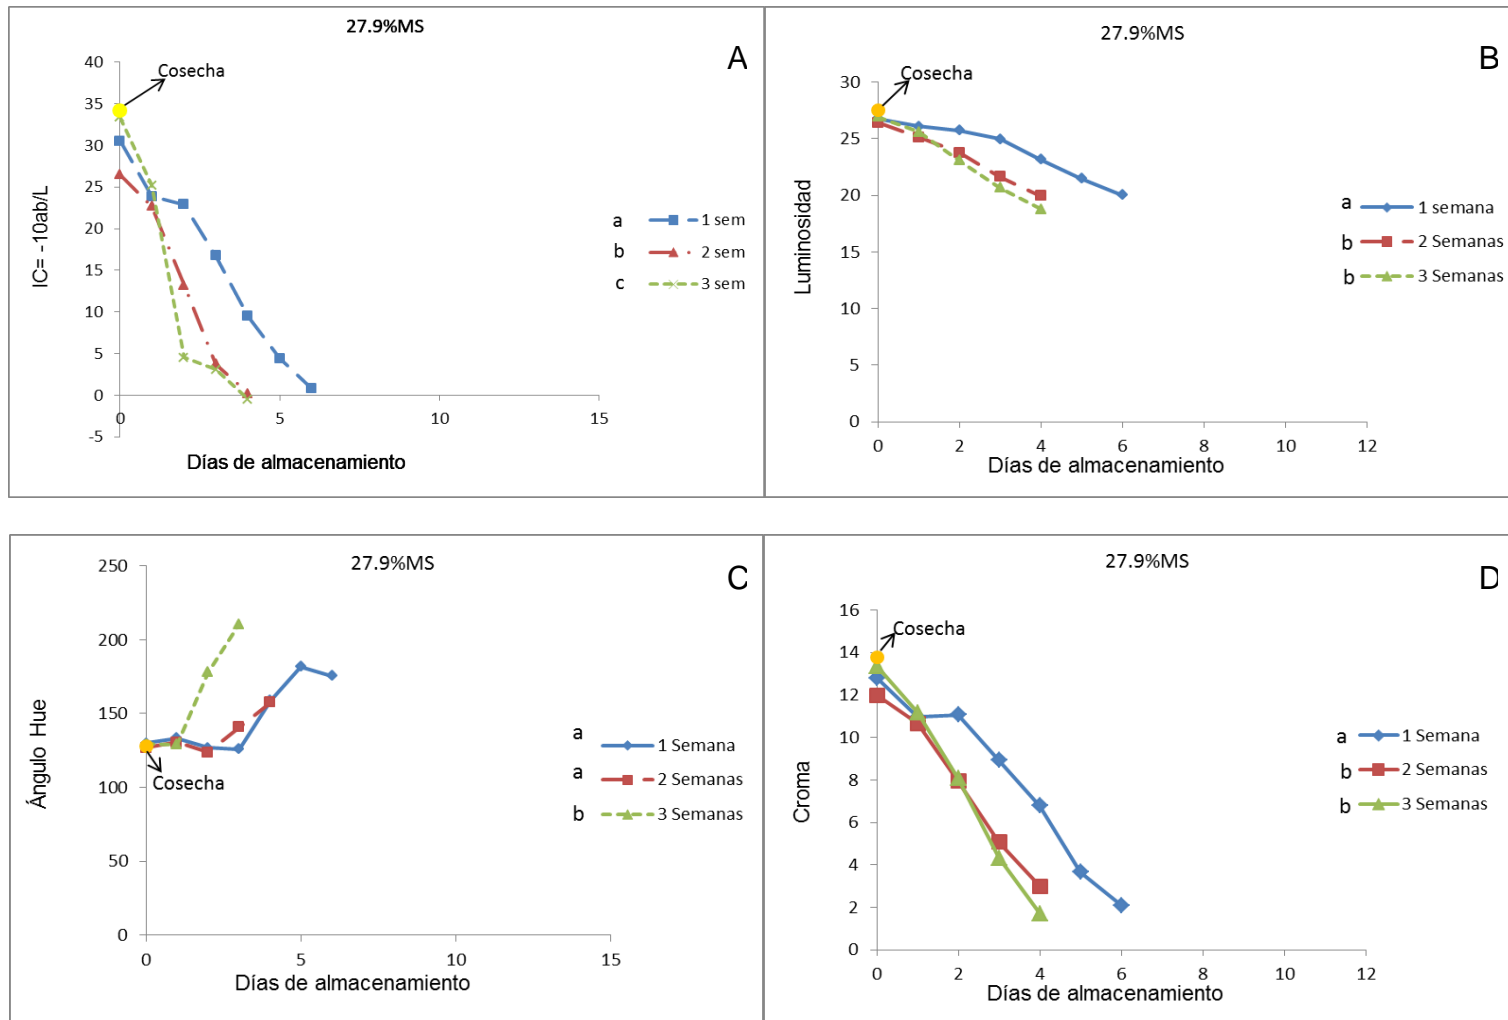 27.9%MS
A
Cosecha
40
35
30
25
20
15
10
5
0
-5
0
5
10
15
IC= -10ab/L
Días de almacenamiento
a 1 sem
b 2 sem
c 3 sem
27.9%MS
B
Cosecha
30
25
20
15
10
5
0
0
2
4
6
8
10
12
Luminosidad
Días de almacenamiento
a 1 semana
b 2 Semanas
b 3 Semanas
27.9%MS
C
250
200
150
100
50
0
0
5
10
15
Cosecha
Ángulo Hue
Días de almacenamiento
a 1 Semana
a 2 Semanas
b 3 Semanas
27.9%MS
D
Cosecha
16
14
12
10
8
6
4
2
0
0
2
4
6
8
10
12
Croma
Días de almacenamiento
a 1 Semana
b 2 Semanas
b 3 Semanas